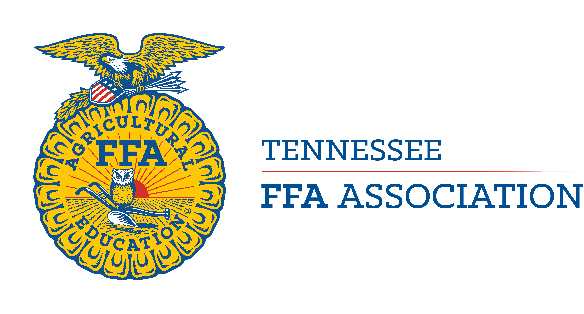 AGRICULTURAL
FFA
EDUCATION
TENNESSEE
FFA ASSOCIATION